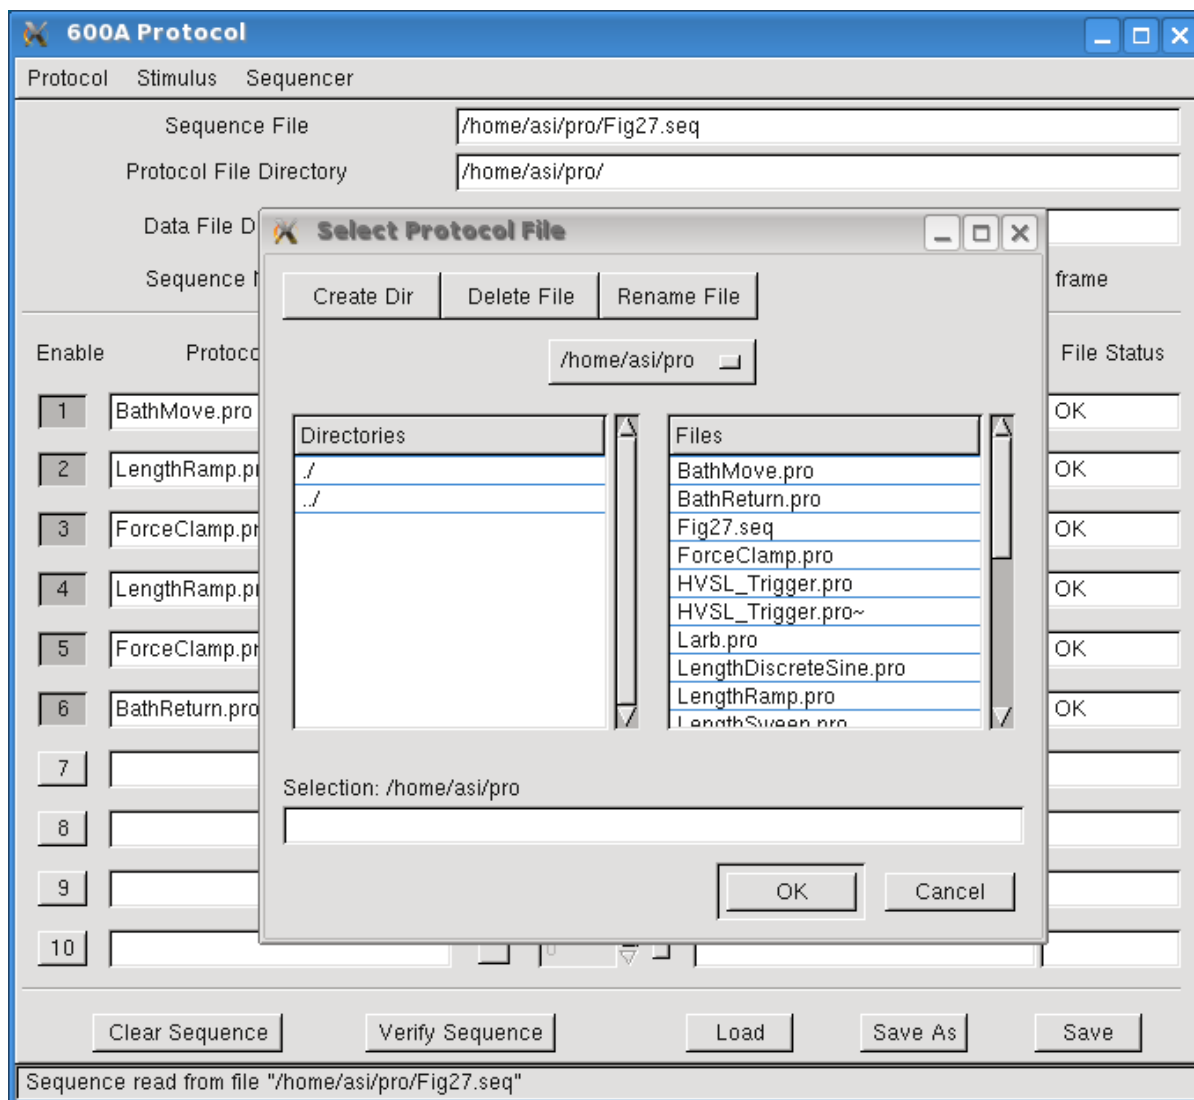 600A Protocol
Protocol Stimulus Sequencer
Sequence File /home/asi/pro/Fig27.seq
Protocol File Directory /home/asi/pro/
Data File D
Select Protocol File
Sequence
frame
Create Dir Delete File Rename File
/home/asi/pro
Enable Protoco File Status
Directories
./
../
Files
BathMove.pro
BathReturn.pro
Fig27.seq
ForceClamp.pro
HVSL_Trigger.pro
HVSL_Trigger.pro~
Larb.pro
LengthDiscreteSine.pro
LengthRamp.pro
LengthSweep.pro
1 BathMove.pro OK
2 LengthRamp.pr OK
3 ForceClamp.pr OK
4 LengthRamp.pr OK
5 ForceClamp.pr OK
6 BathReturn.pro OK
7
8
9
10
Selection: /home/asi/pro
OK Cancel
Clear Sequence Verify Sequence Load Save As Save
Sequence read from file "/home/asi/pro/Fig27.seq"